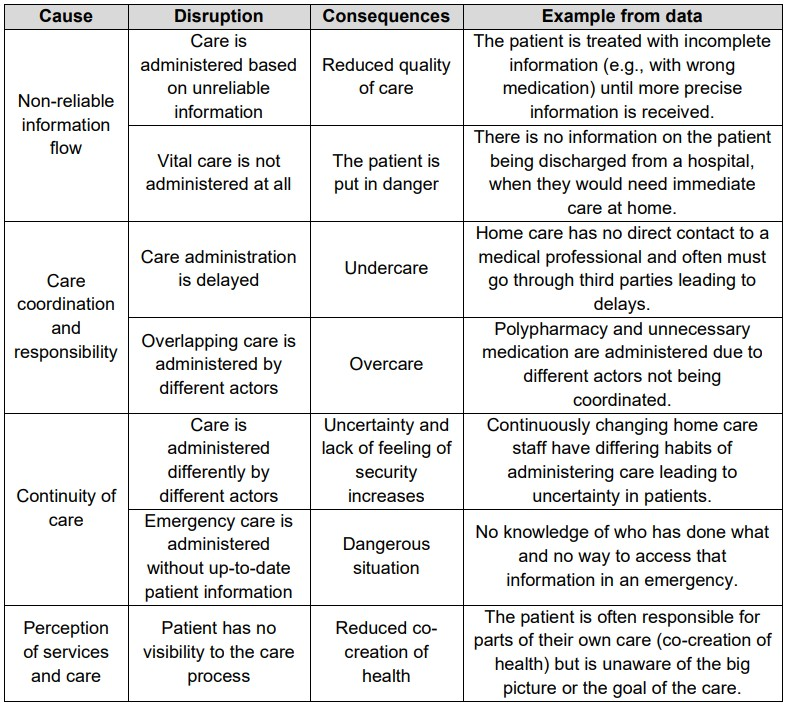 Cause Disruption Consequences Example from data
Non-reliable
information
flow
Care is
administered based
on unreliable
information
Reduced quality
of care
The patient is treated with incomplete
information (e.g., with wrong
medication) until more precise
information is received.
Vital care is not
administered at all
The patient is
put in danger
There is no information on the patient
being discharged from a hospital,
when they would need immediate
care at home.
Care
coordination
and
responsibility
Care administration
is delayed
Undercare
Home care has no direct contact to a
medical professional and often must
go through third parties leading to
delays.
Overlapping care is
administered by
different actors
Overcare
Polypharmacy and unnecessary
medication are administered due to
different actors not being
coordinated.
Continuity of
care
Care is
administered
differently by
different actors
Uncertainty and
lack of feeling of
security
increases
Continuously changing home care
staff have differing habits of
administering care leading to
uncertainty in patients.
Emergency care is
administered
without up-to-date
patient information
Dangerous
situation
No knowledge of who has done what
and no way to access that
information in an emergency.
Perception
of services
and care
Patient has no
visibility to the care
process
Reduced co-
creation of
health
The patient is often responsible for
parts of their own care (co-creation of
health) but is unaware of the big
picture or the goal of the care.